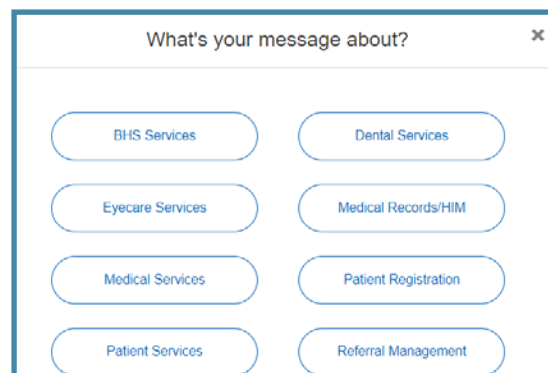 What's your message about?
BHS Services
Dental Services
Eyecare Services
Medical Records/HIM
Medical Services
Patient Registration
Patient Services
Referral Management